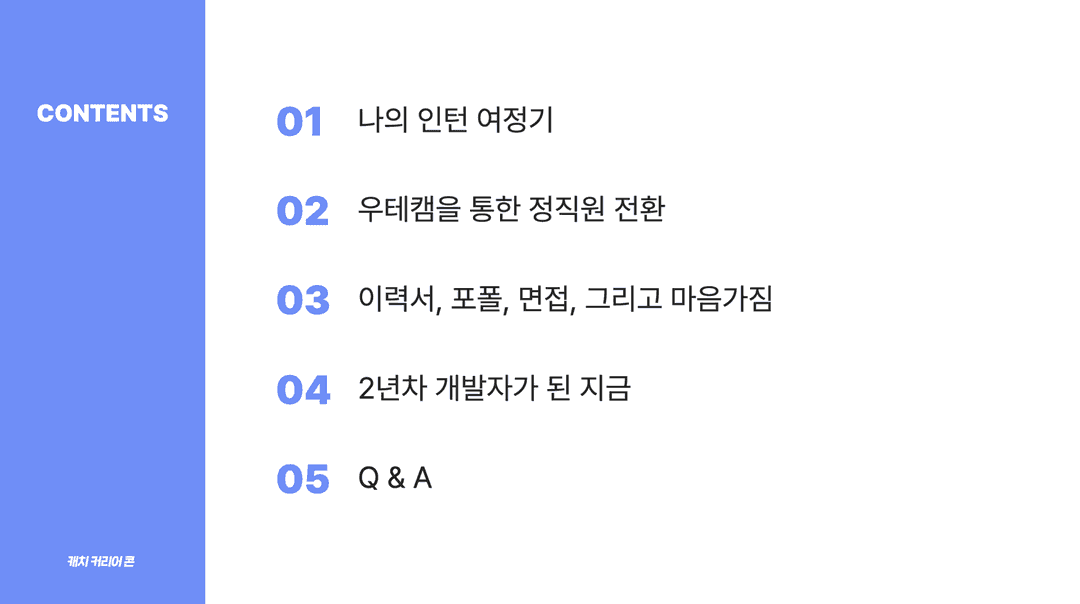 CONTENTS
01 나의 인턴 여정기
02 우테캠을 통한 정직원 전환
03 이력서, 포폴, 면접, 그리고 마음가짐
04 2년차 개발자가 된 지금
05 Q & A
캐치 커리어 콘